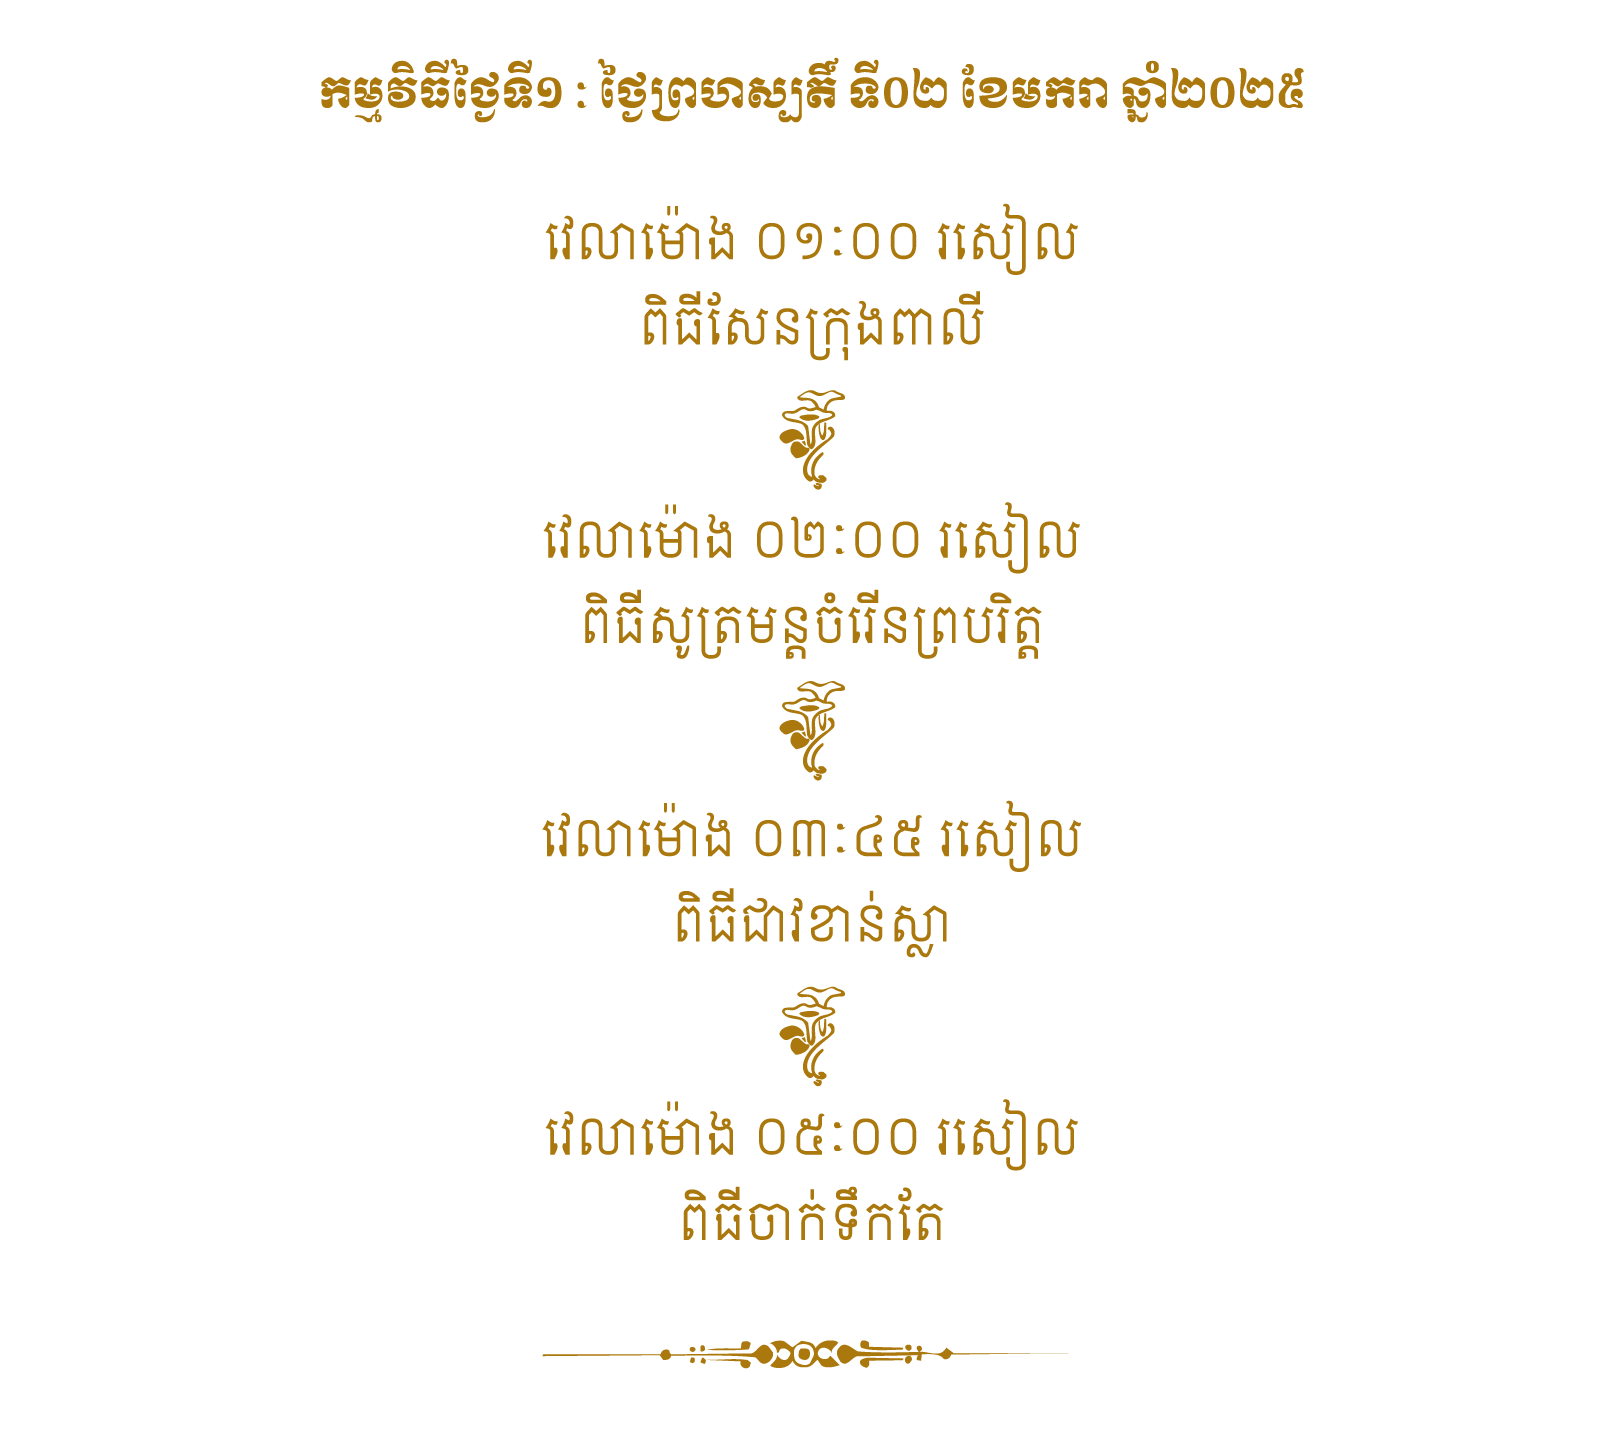 កម្មវិធីថ្ងៃទី១ : ថ្ងៃព្រហស្បតិ៍ ទី០២ ខែមករា ឆ្នាំ២០២៥
វេលាម៉ោង ០១:០០ រសៀល
ពិធីសែនក្រុងពាលី
វេលាម៉ោង ០២:០០ រសៀល
ពិធីសូត្រមន្តចំរើនព្រះបរិត្ត
វេលាម៉ោង ០៣:៤៥ រសៀល
ពិធីជាវខាន់ស្លា
វេលាម៉ោង ០៥:០០ រសៀល
ពិធីចាក់ទឹកតែ